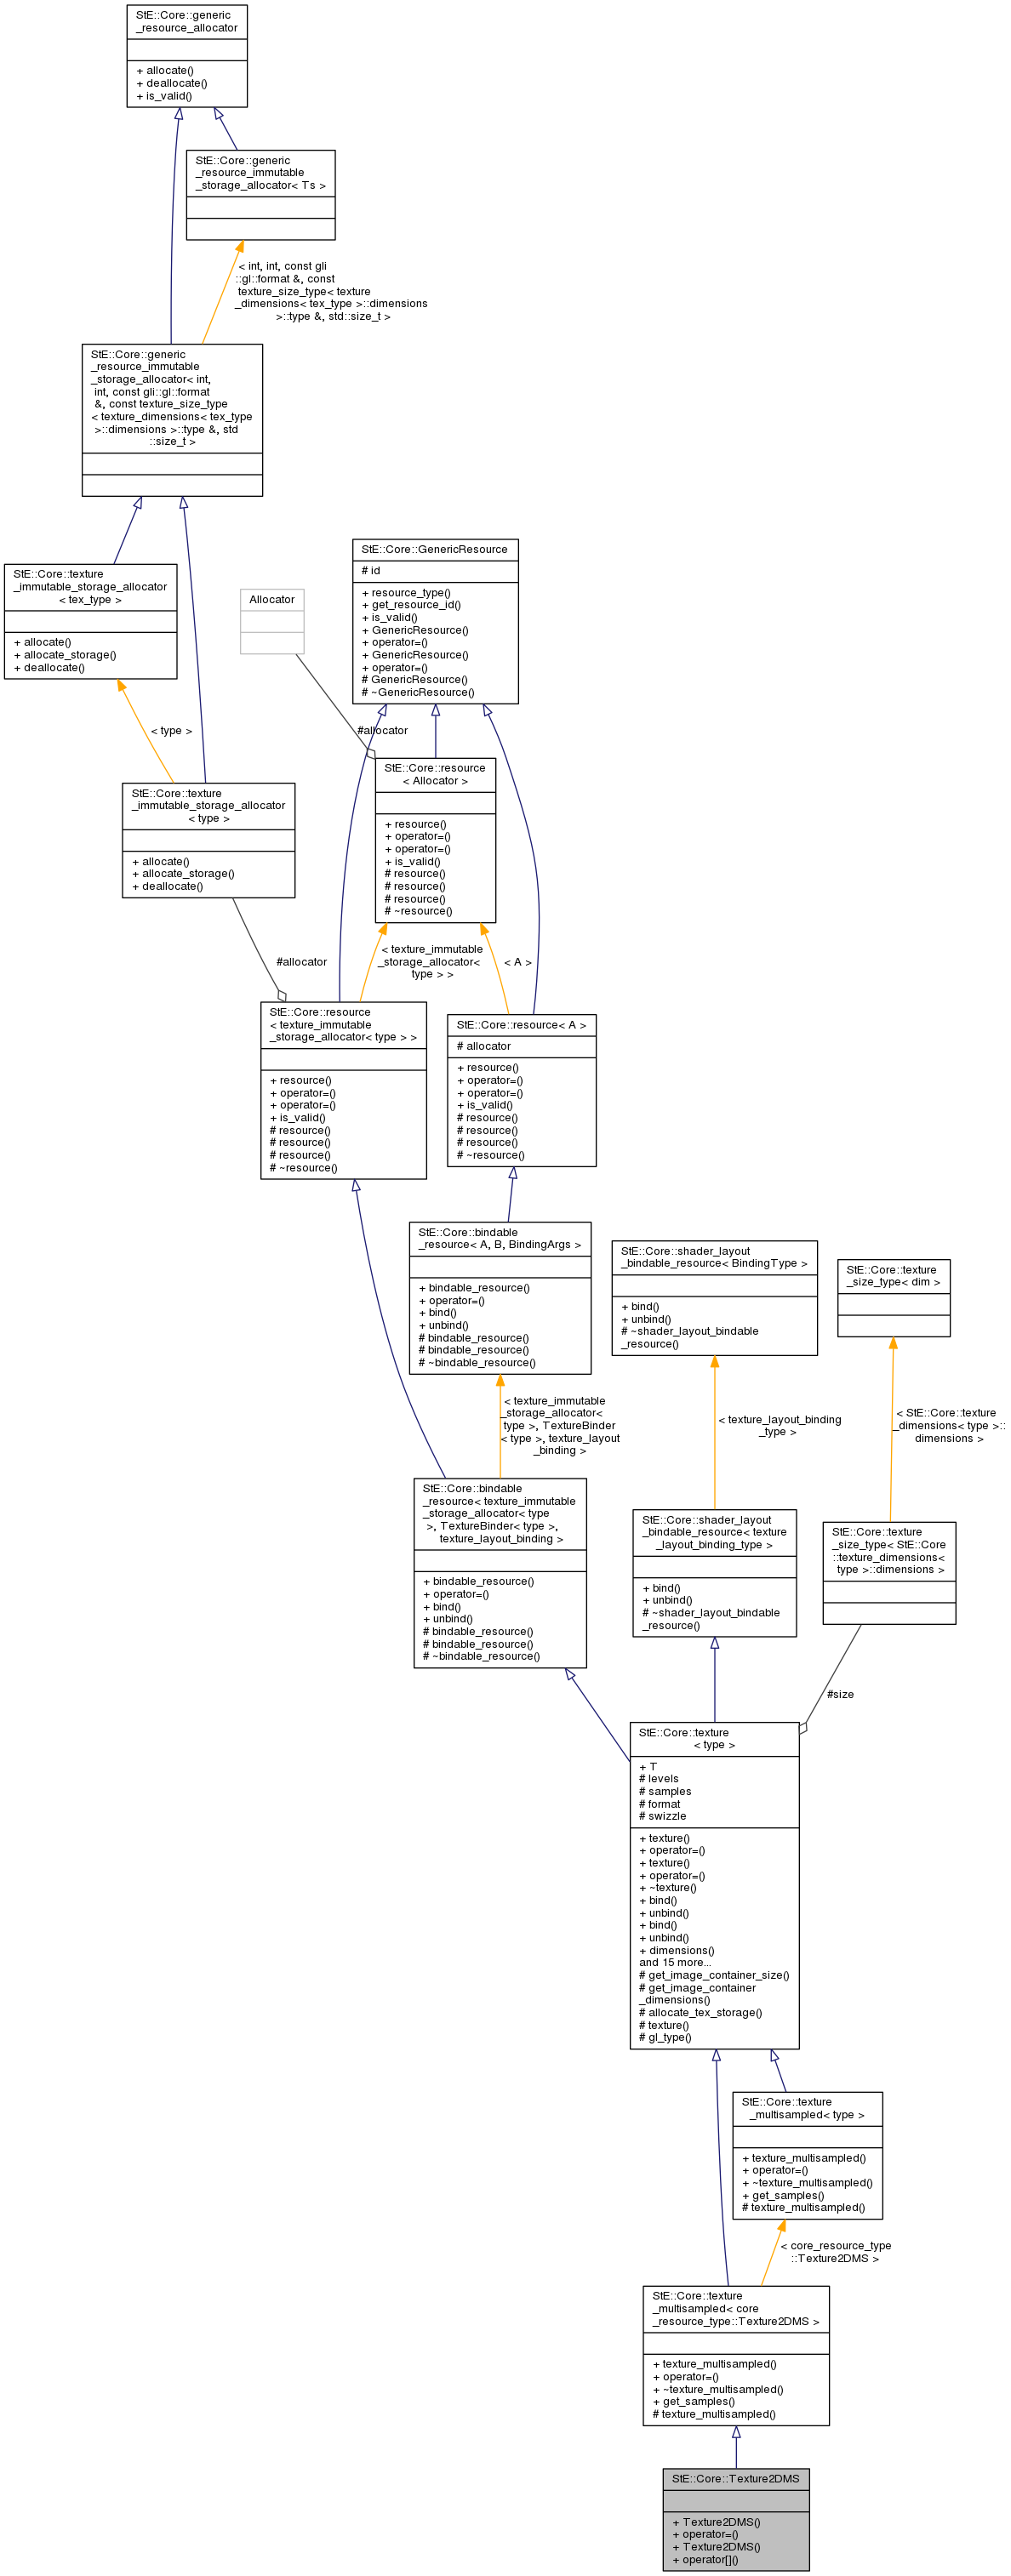 StE::Core::generic
_resource_allocator
+ allocate()
+ deallocate()
+ is_valid()
StE::Core::generic
_resource_immutable
_storage_allocator< Ts >
< int, int, const gli
::gl::format &, const
texture_size_type< texture
_dimensions< tex_type >::dimensions
>::type &, std::size_t >
StE::Core::generic
_resource_immutable
_storage_allocator< int,
int, const gli::gl::format
&, const texture_size_type
< texture_dimensions< tex_type
>::dimensions >::type &, std
::size_t >
StE::Core::texture
_immutable_storage_allocator
< tex_type >
+ allocate()
+ allocate_storage()
+ deallocate()
Allocator
StE::Core::GenericResource
# id
+ resource_type()
+ get_resource_id()
+ is_valid()
+ GenericResource()
+ operator=()
+ GenericResource()
+ operator=()
# GenericResource()
# ~GenericResource()
< type >
#allocator
StE::Core::resource
< Allocator >
+ resource()
+ operator=()
+ operator=()
+ is_valid()
# resource()
# resource()
# resource()
# ~resource()
StE::Core::texture
_immutable_storage_allocator
< type >
+ allocate()
+ allocate_storage()
+ deallocate()
#allocator
< texture_immutable
_storage_allocator<
type > >
< A >
StE::Core::resource
< texture_immutable
_storage_allocator< type > >
+ resource()
+ operator=()
+ operator=()
+ is_valid()
# resource()
# resource()
# resource()
# ~resource()
StE::Core::resource< A >
# allocator
+ resource()
+ operator=()
+ operator=()
+ is_valid()
# resource()
# resource()
# resource()
# ~resource()
StE::Core::bindable
_resource< A, B, BindingArgs >
+ bindable_resource()
+ operator=()
+ bind()
+ unbind()
# bindable_resource()
# bindable_resource()
# ~bindable_resource()
StE::Core::shader_layout
_bindable_resource< BindingType >
+ bind()
+ unbind()
# ~shader_layout_bindable
_resource()
StE::Core::texture
_size_type< dim >
< texture_immutable
_storage_allocator<
type >, TextureBinder
< type >, texture_layout
_binding >
< texture_layout_binding
_type >
< StE::Core::texture
_dimensions< type >::
dimensions >
StE::Core::bindable
_resource< texture_immutable
_storage_allocator< type
>, TextureBinder< type >,
texture_layout_binding >
+ bindable_resource()
+ operator=()
+ bind()
+ unbind()
# bindable_resource()
# bindable_resource()
# ~bindable_resource()
StE::Core::shader_layout
_bindable_resource< texture
_layout_binding_type >
+ bind()
+ unbind()
# ~shader_layout_bindable
_resource()
StE::Core::texture
_size_type< StE::Core
::texture_dimensions<
type >::dimensions >
#size
StE::Core::texture
< type >
+ T
# levels
# samples
# format
# swizzle
+ texture()
+ operator=()
+ texture()
+ operator=()
+ ~texture()
+ bind()
+ unbind()
+ bind()
+ unbind()
+ dimensions()
and 15 more...
# get_image_container_size()
# get_image_container
_dimensions()
# allocate_tex_storage()
# texture()
# gl_type()
StE::Core::texture
_multisampled< type >
+ texture_multisampled()
+ operator=()
+ ~texture_multisampled()
+ get_samples()
# texture_multisampled()
< core_resource_type
::Texture2DMS >
StE::Core::texture
_multisampled< core
_resource_type::Texture2DMS >
+ texture_multisampled()
+ operator=()
+ ~texture_multisampled()
+ get_samples()
# texture_multisampled()
StE::Core::Texture2DMS
+ Texture2DMS()
+ operator=()
+ Texture2DMS()
+ operator[]()